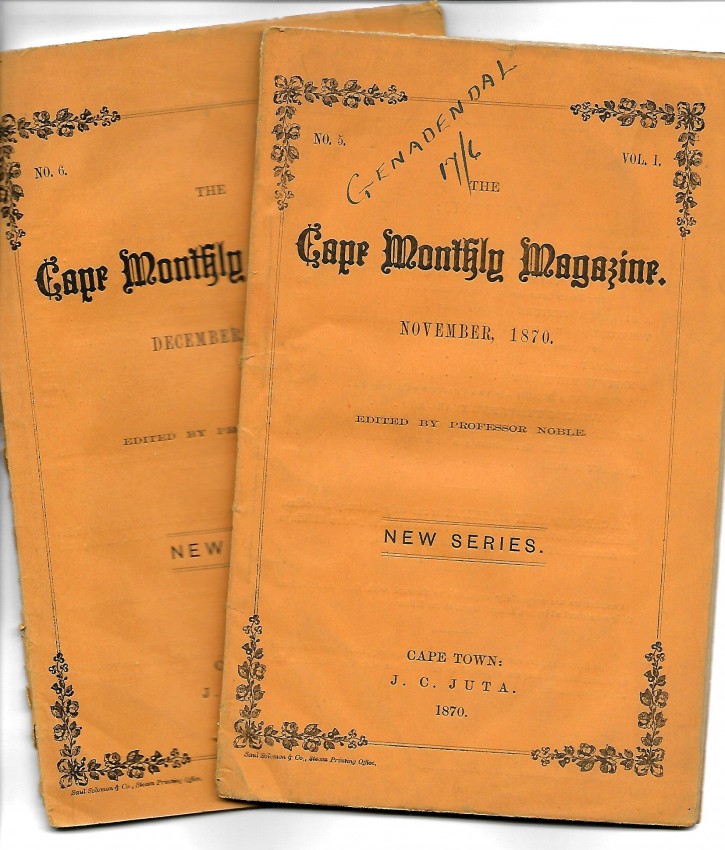 NO. 6.
THE
Cape Monthly
DECEMBER,
EDITED BY
NEW
J.
Saul Solomon & Co., Steam Printing Office.
GENADENDAL
17/6
NO. 5.
VOL. I.
THE
Cape Monthly Magazine.
NOVEMBER, 1870.
EDITED BY PROFESSOR NOBLE.
NEW SERIES.
CAPE TOWN:
J. C. JUTA.
1870.
Saul Solomon & Co., Steam Printing Office.